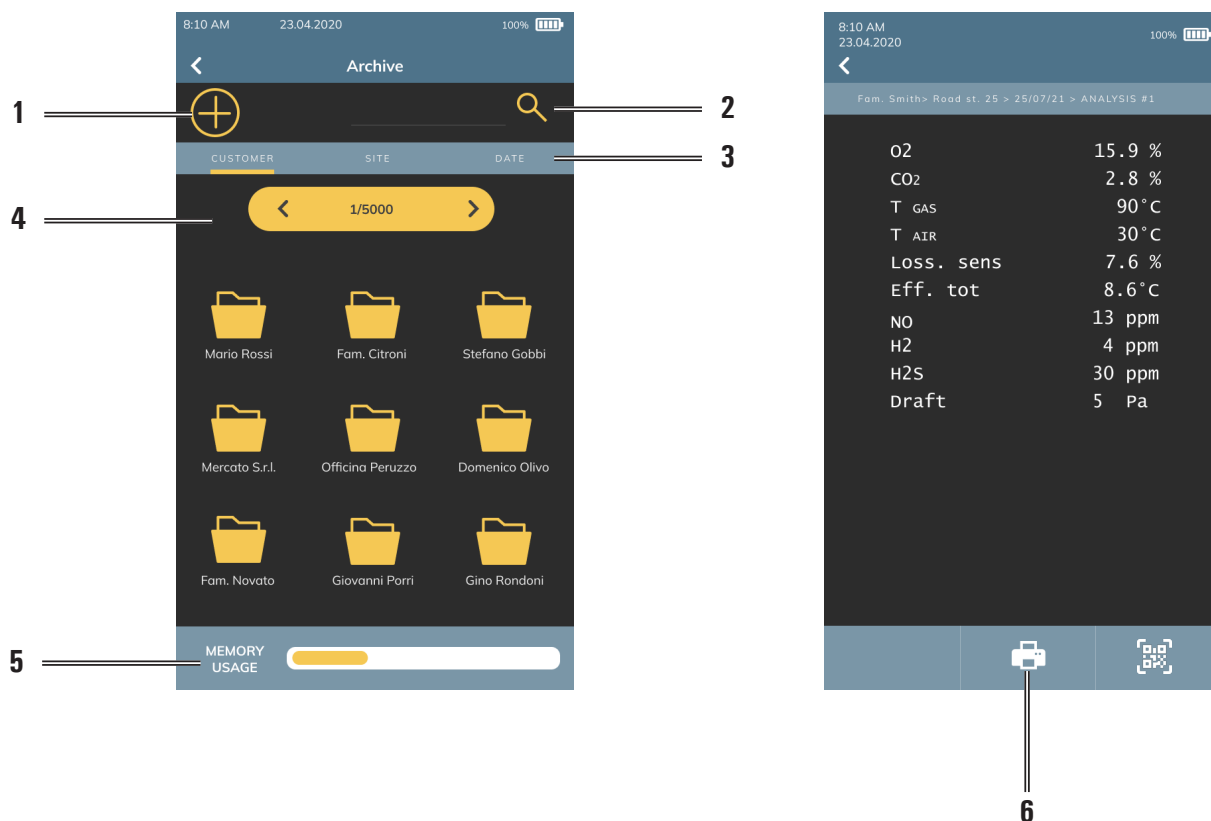 8:10 AM 23.04.2020 100%
Archive
1
2
CUSTOMER SITE DATE
3
4
1/5000
Mario Rossi Fam. Citroni Stefano Gobbi
Mercato S.r.l. Officina Peruzzo Domenico Olivo
Fam. Novato Giovanni Porri Gino Rondoni
5
MEMORY
USAGE
8:10 AM
23.04.2020
100%
Fam. Smith> Road st. 25 > 25/07/21 > ANALYSIS #1
O2 15.9 %
CO2 2.8 %
T GAS 90°C
T AIR 30°C
Loss. sens 7.6 %
Eff. tot 8.6°C
NO 13 ppm
H2 4 ppm
H2S 30 ppm
Draft 5 Pa
6